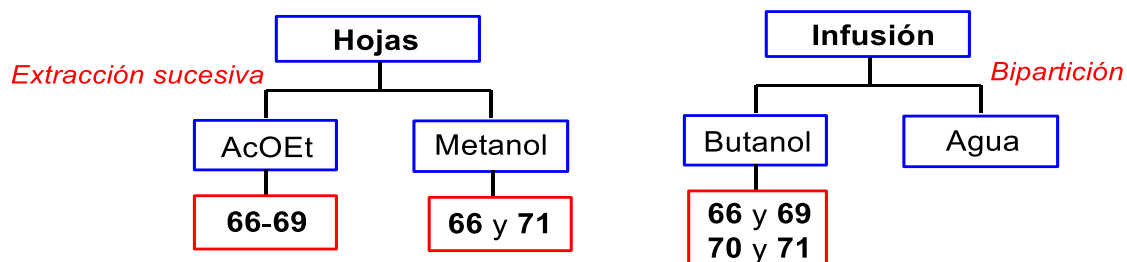 Hojas
Extracción sucesiva
AcOEt
Metanol
66-69
66 y 71
Infusión
Bipartición
Butanol
Agua
66 y 69
70 y 71